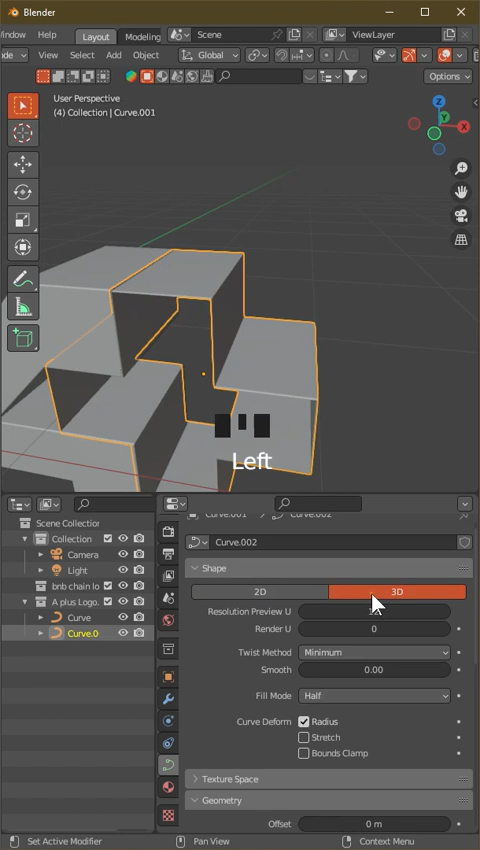 Blender
Window Help Layout Modeling Scene ViewLayer
View Select Add Object Global
Options
User Perspective
(4) Collection | Curve.001
Z
Y
X
Left
Scene Collection
Collection
Camera
Light
bnb chain lo
A plus Logo.
Curve
Curve.0
Curve.001 > Curve.002
Curve.002
Shape
2D 3D
Resolution Preview U
Render U 0
Twist Method Minimum
Smooth 0.00
Fill Mode Half
Curve Deform Radius
Stretch
Bounds Clamp
Texture Space
Geometry
Offset 0 m
Set Active Modifier Pan View Context Menu